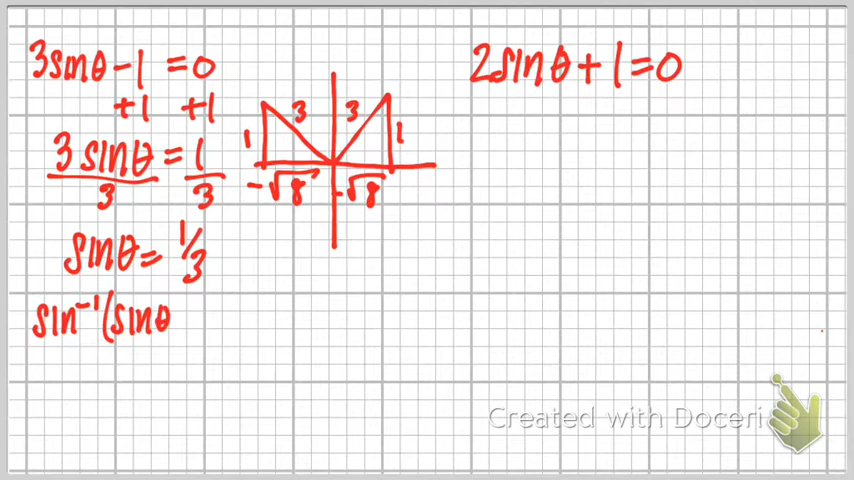 3sinθ - 1 = 0
+1 +1
3 sinθ = 1
3 3
sinθ = 1/3
sin⁻¹(sinθ
3 3
1 1
-√8 -√8
2sinθ + 1 = 0
Created with Doceri